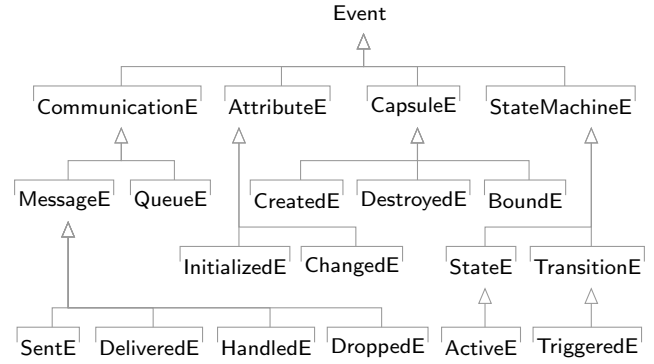 Event
CommunicationE AttributeE CapsuleE StateMachineE
MessageE QueueE CreatedE DestroyedE BoundE
InitializedE ChangedE StateE TransitionE
SentE DeliveredE HandledE DroppedE ActiveE TriggeredE